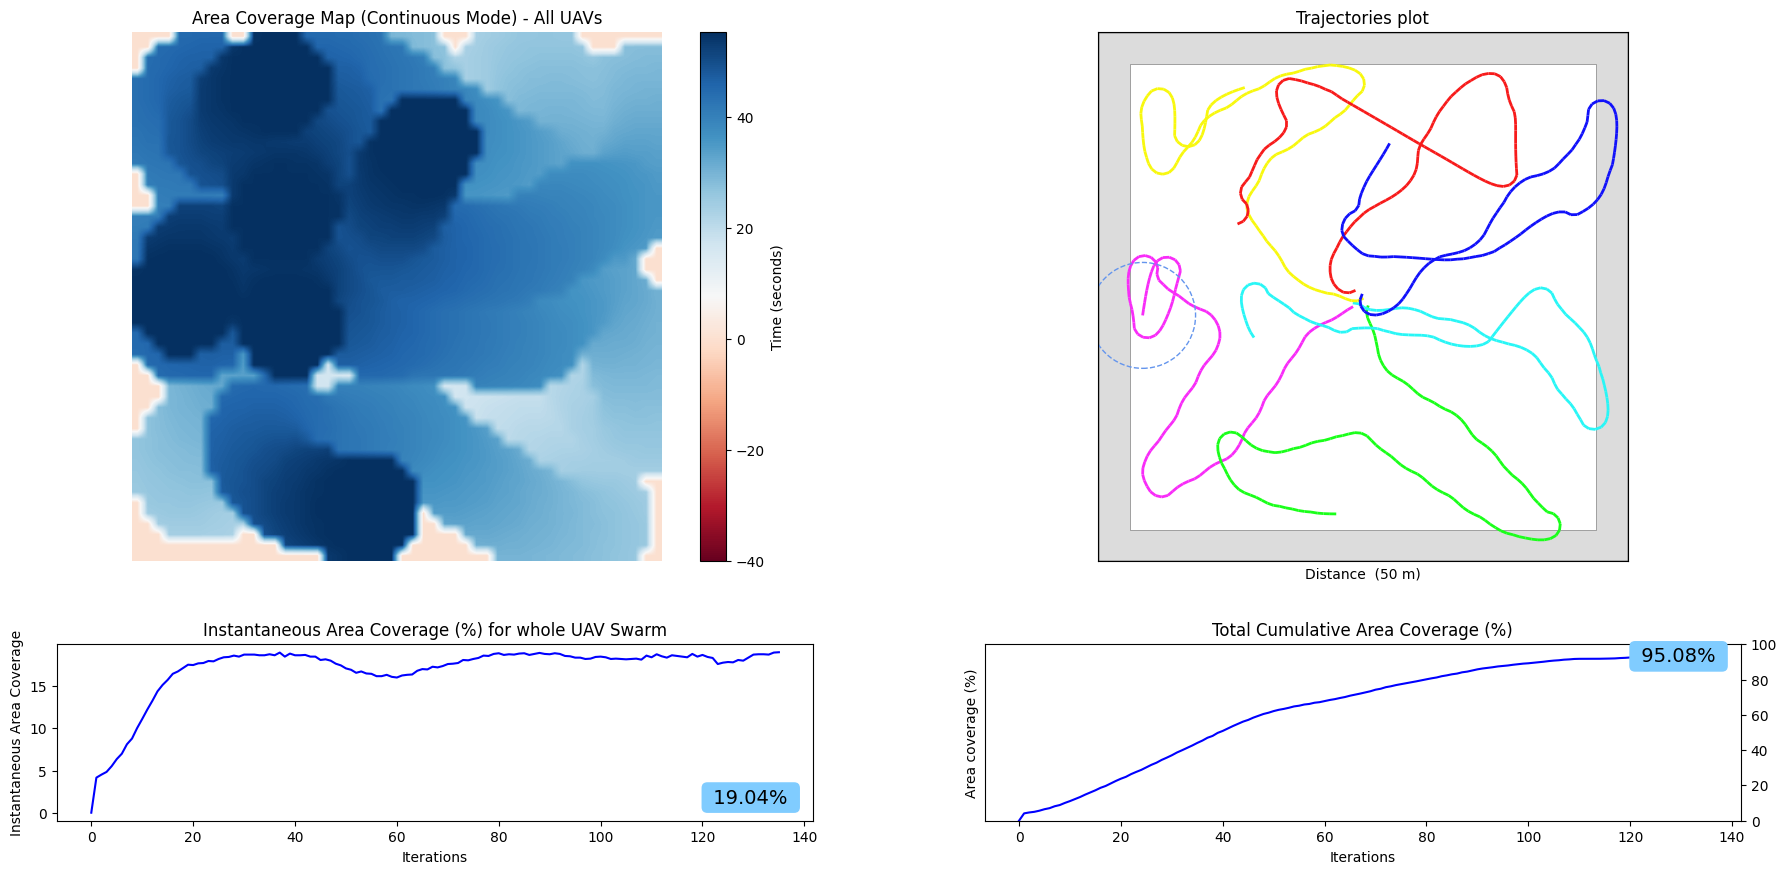 Area Coverage Map (Continuous Mode) - All UAVs
40
20
0
−20
−40
Time (seconds)
Trajectories plot
Distance  (50 m)
Instantaneous Area Coverage (%) for whole UAV Swarm
Instantaneous Area Coverage
15
10
5
0
19.04%
0 20 40 60 80 100 120 140
Iterations
Total Cumulative Area Coverage (%)
Area coverage (%)
95.08%
100
80
60
40
20
0
0 20 40 60 80 100 120 140
Iterations